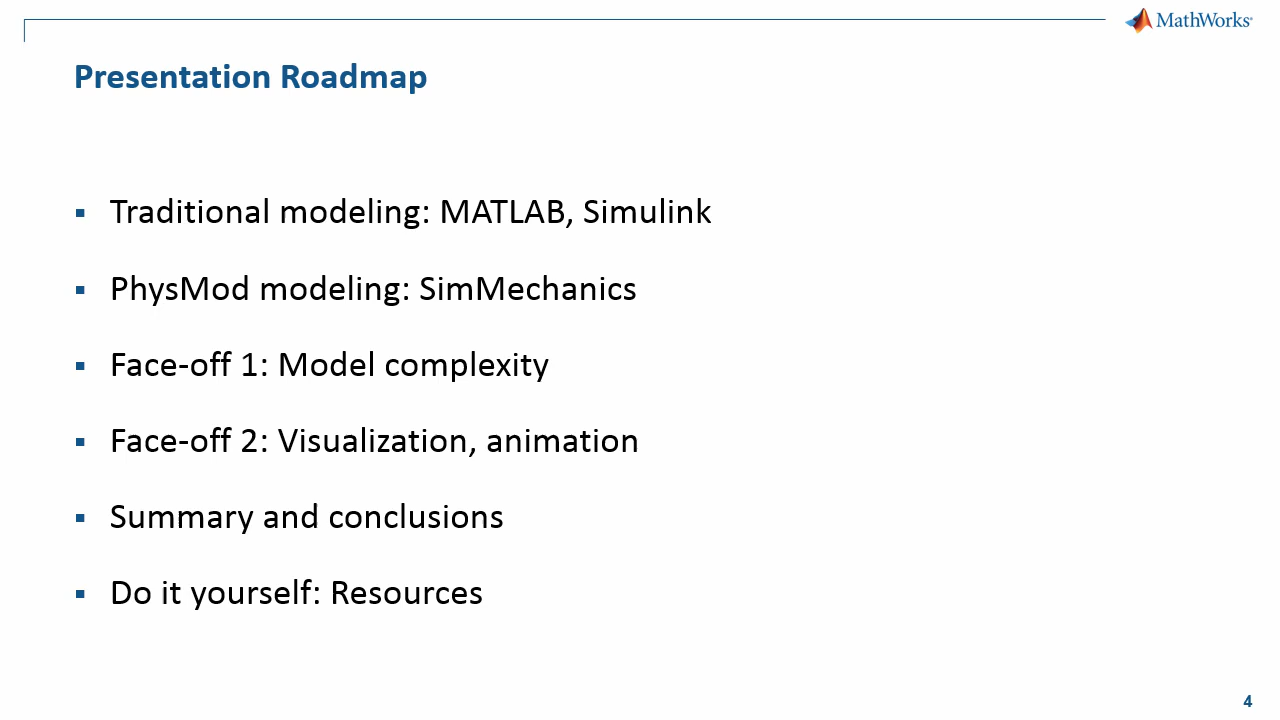 MathWorks®
Presentation Roadmap
▪ Traditional modeling: MATLAB, Simulink
▪ PhysMod modeling: SimMechanics
▪ Face-off 1: Model complexity
▪ Face-off 2: Visualization, animation
▪ Summary and conclusions
▪ Do it yourself: Resources
4